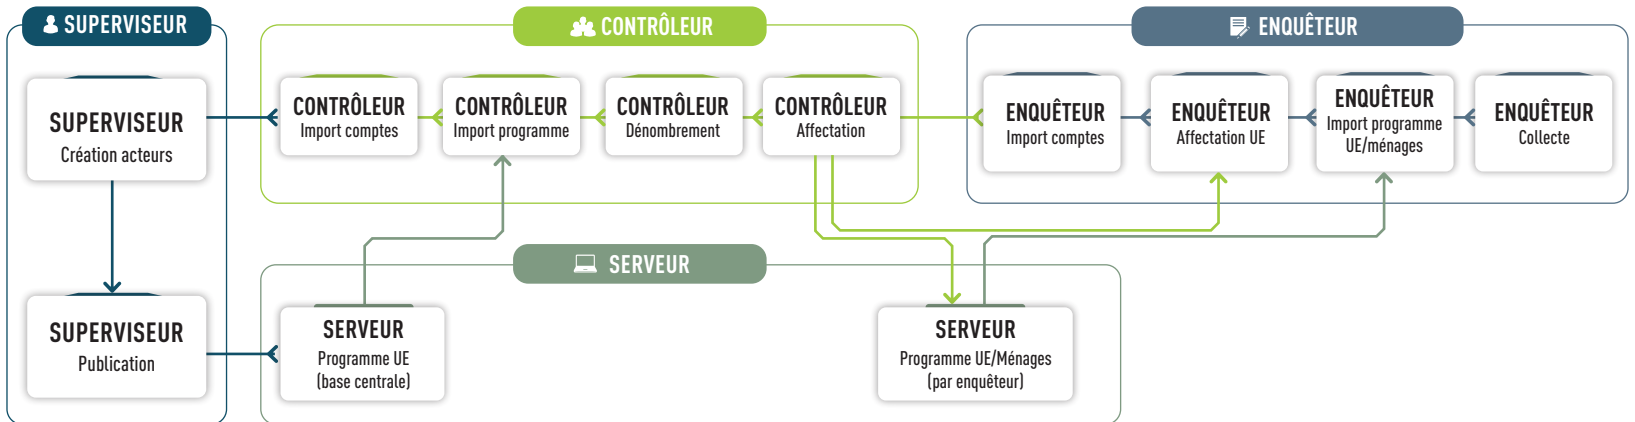 SUPERVISEUR
CONTRÔLEUR
ENQUÊTEUR
SUPERVISEUR
Création acteurs
CONTRÔLEUR
Import comptes
CONTRÔLEUR
Import programme
CONTRÔLEUR
Dénombrement
CONTRÔLEUR
Affectation
ENQUÊTEUR
Import comptes
ENQUÊTEUR
Affectation UE
ENQUÊTEUR
Import programme
UE/ménages
ENQUÊTEUR
Collecte
SERVEUR
SUPERVISEUR
Publication
SERVEUR
Programme UE
(base centrale)
SERVEUR
Programme UE/Ménages
(par enquêteur)